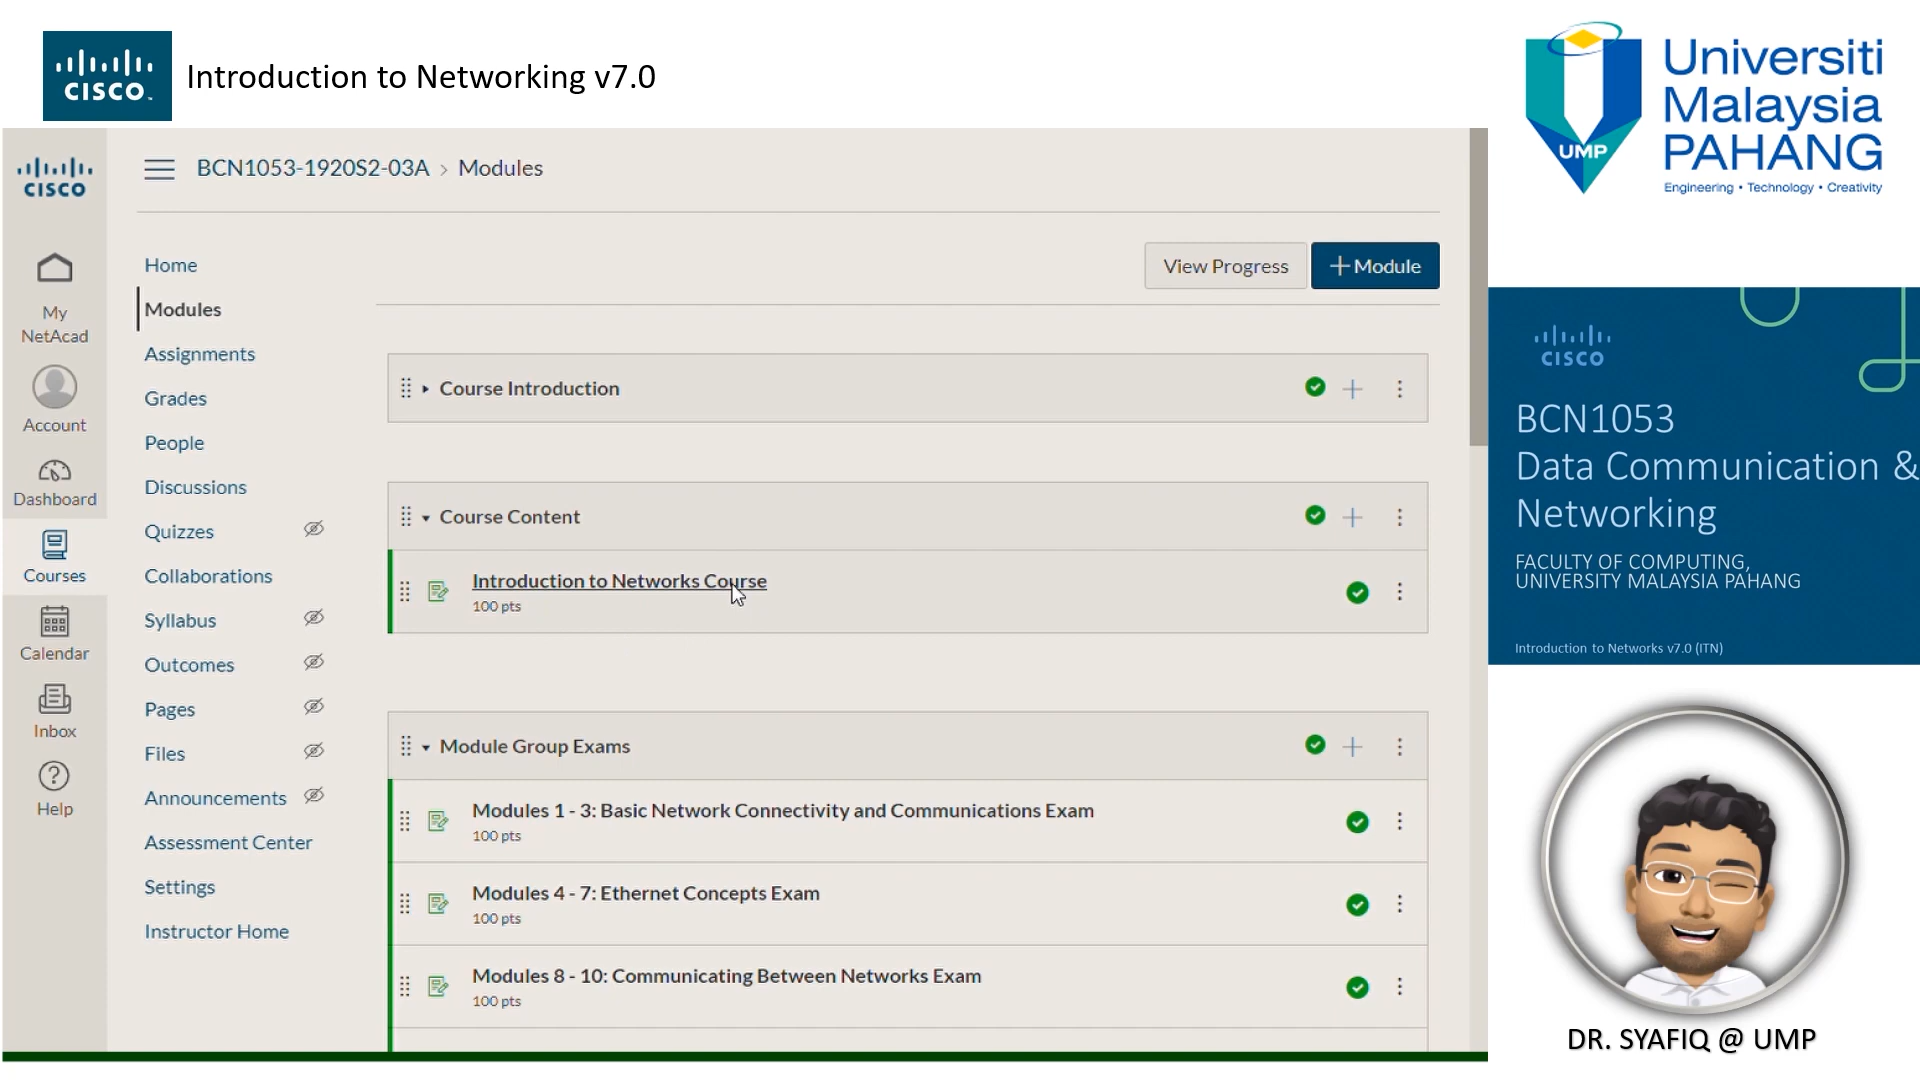 CISCO
Introduction to Networking v7.0
Universiti
Malaysia
PAHANG
Engineering • Technology • Creativity
UMP
CISCO
BCN1053-1920S2-03A > Modules
My
NetAcad
Account
Dashboard
Courses
Calendar
Inbox
Help
Home
Modules
Assignments
Grades
People
Discussions
Quizzes
Collaborations
Syllabus
Outcomes
Pages
Files
Announcements
Assessment Center
Settings
Instructor Home
View Progress
+Module
Course Introduction
Course Content
Introduction to Networks Course
100 pts
Module Group Exams
Modules 1 - 3: Basic Network Connectivity and Communications Exam
100 pts
Modules 4 - 7: Ethernet Concepts Exam
100 pts
Modules 8 - 10: Communicating Between Networks Exam
100 pts
CISCO
BCN1053
Data Communication &
Networking
FACULTY OF COMPUTING,
UNIVERSITY MALAYSIA PAHANG
Introduction to Networks v7.0 (ITN)
DR. SYAFIQ @ UMP